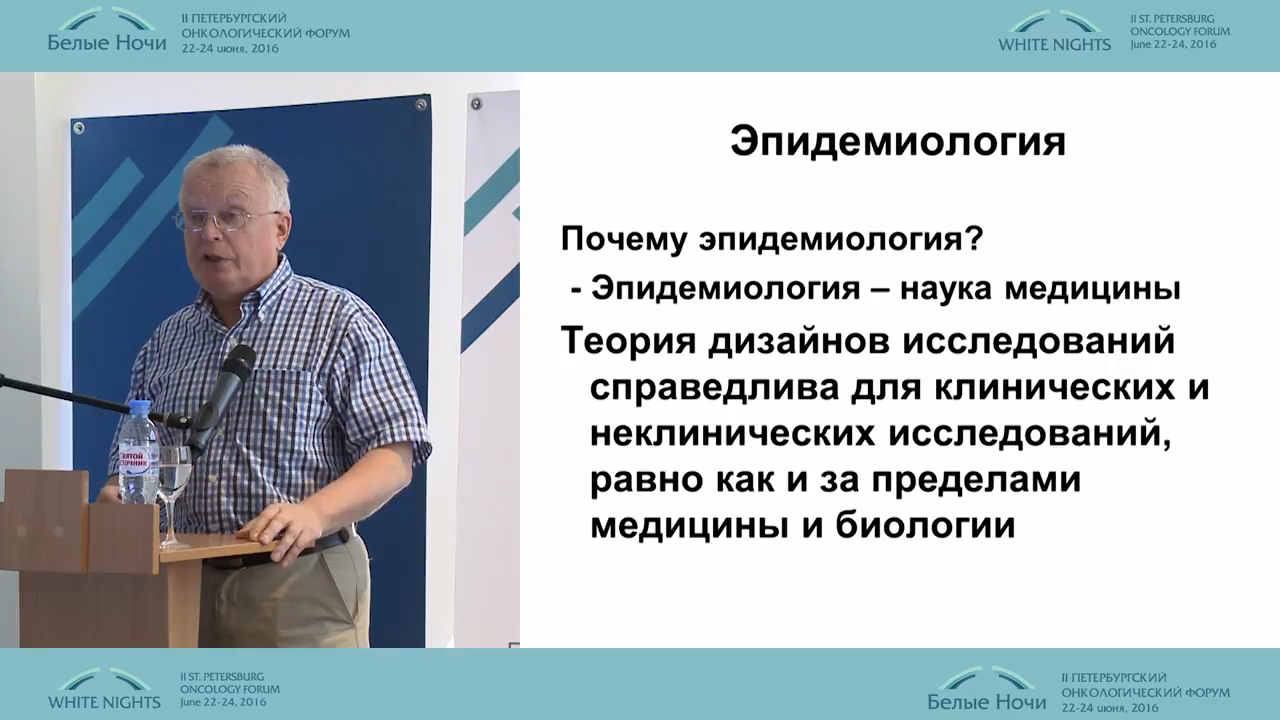 Белые Ночи
II ПЕТЕРБУРГСКИЙ
ОНКОЛОГИЧЕСКИЙ ФОРУМ
22-24 июня, 2016
WHITE NIGHTS
II ST. PETERSBURG
ONCOLOGY FORUM
June 22-24, 2016
Эпидемиология
Почему эпидемиология?
- Эпидемиология – наука медицины
Теория дизайнов исследований
справедлива для клинических и
неклинических исследований,
равно как и за пределами
медицины и биологии
WHITE NIGHTS
II ST. PETERSBURG
ONCOLOGY FORUM
June 22-24, 2016
Белые Ночи
II ПЕТЕРБУРГСКИЙ
ОНКОЛОГИЧЕСКИЙ ФОРУМ
22-24 июня, 2016